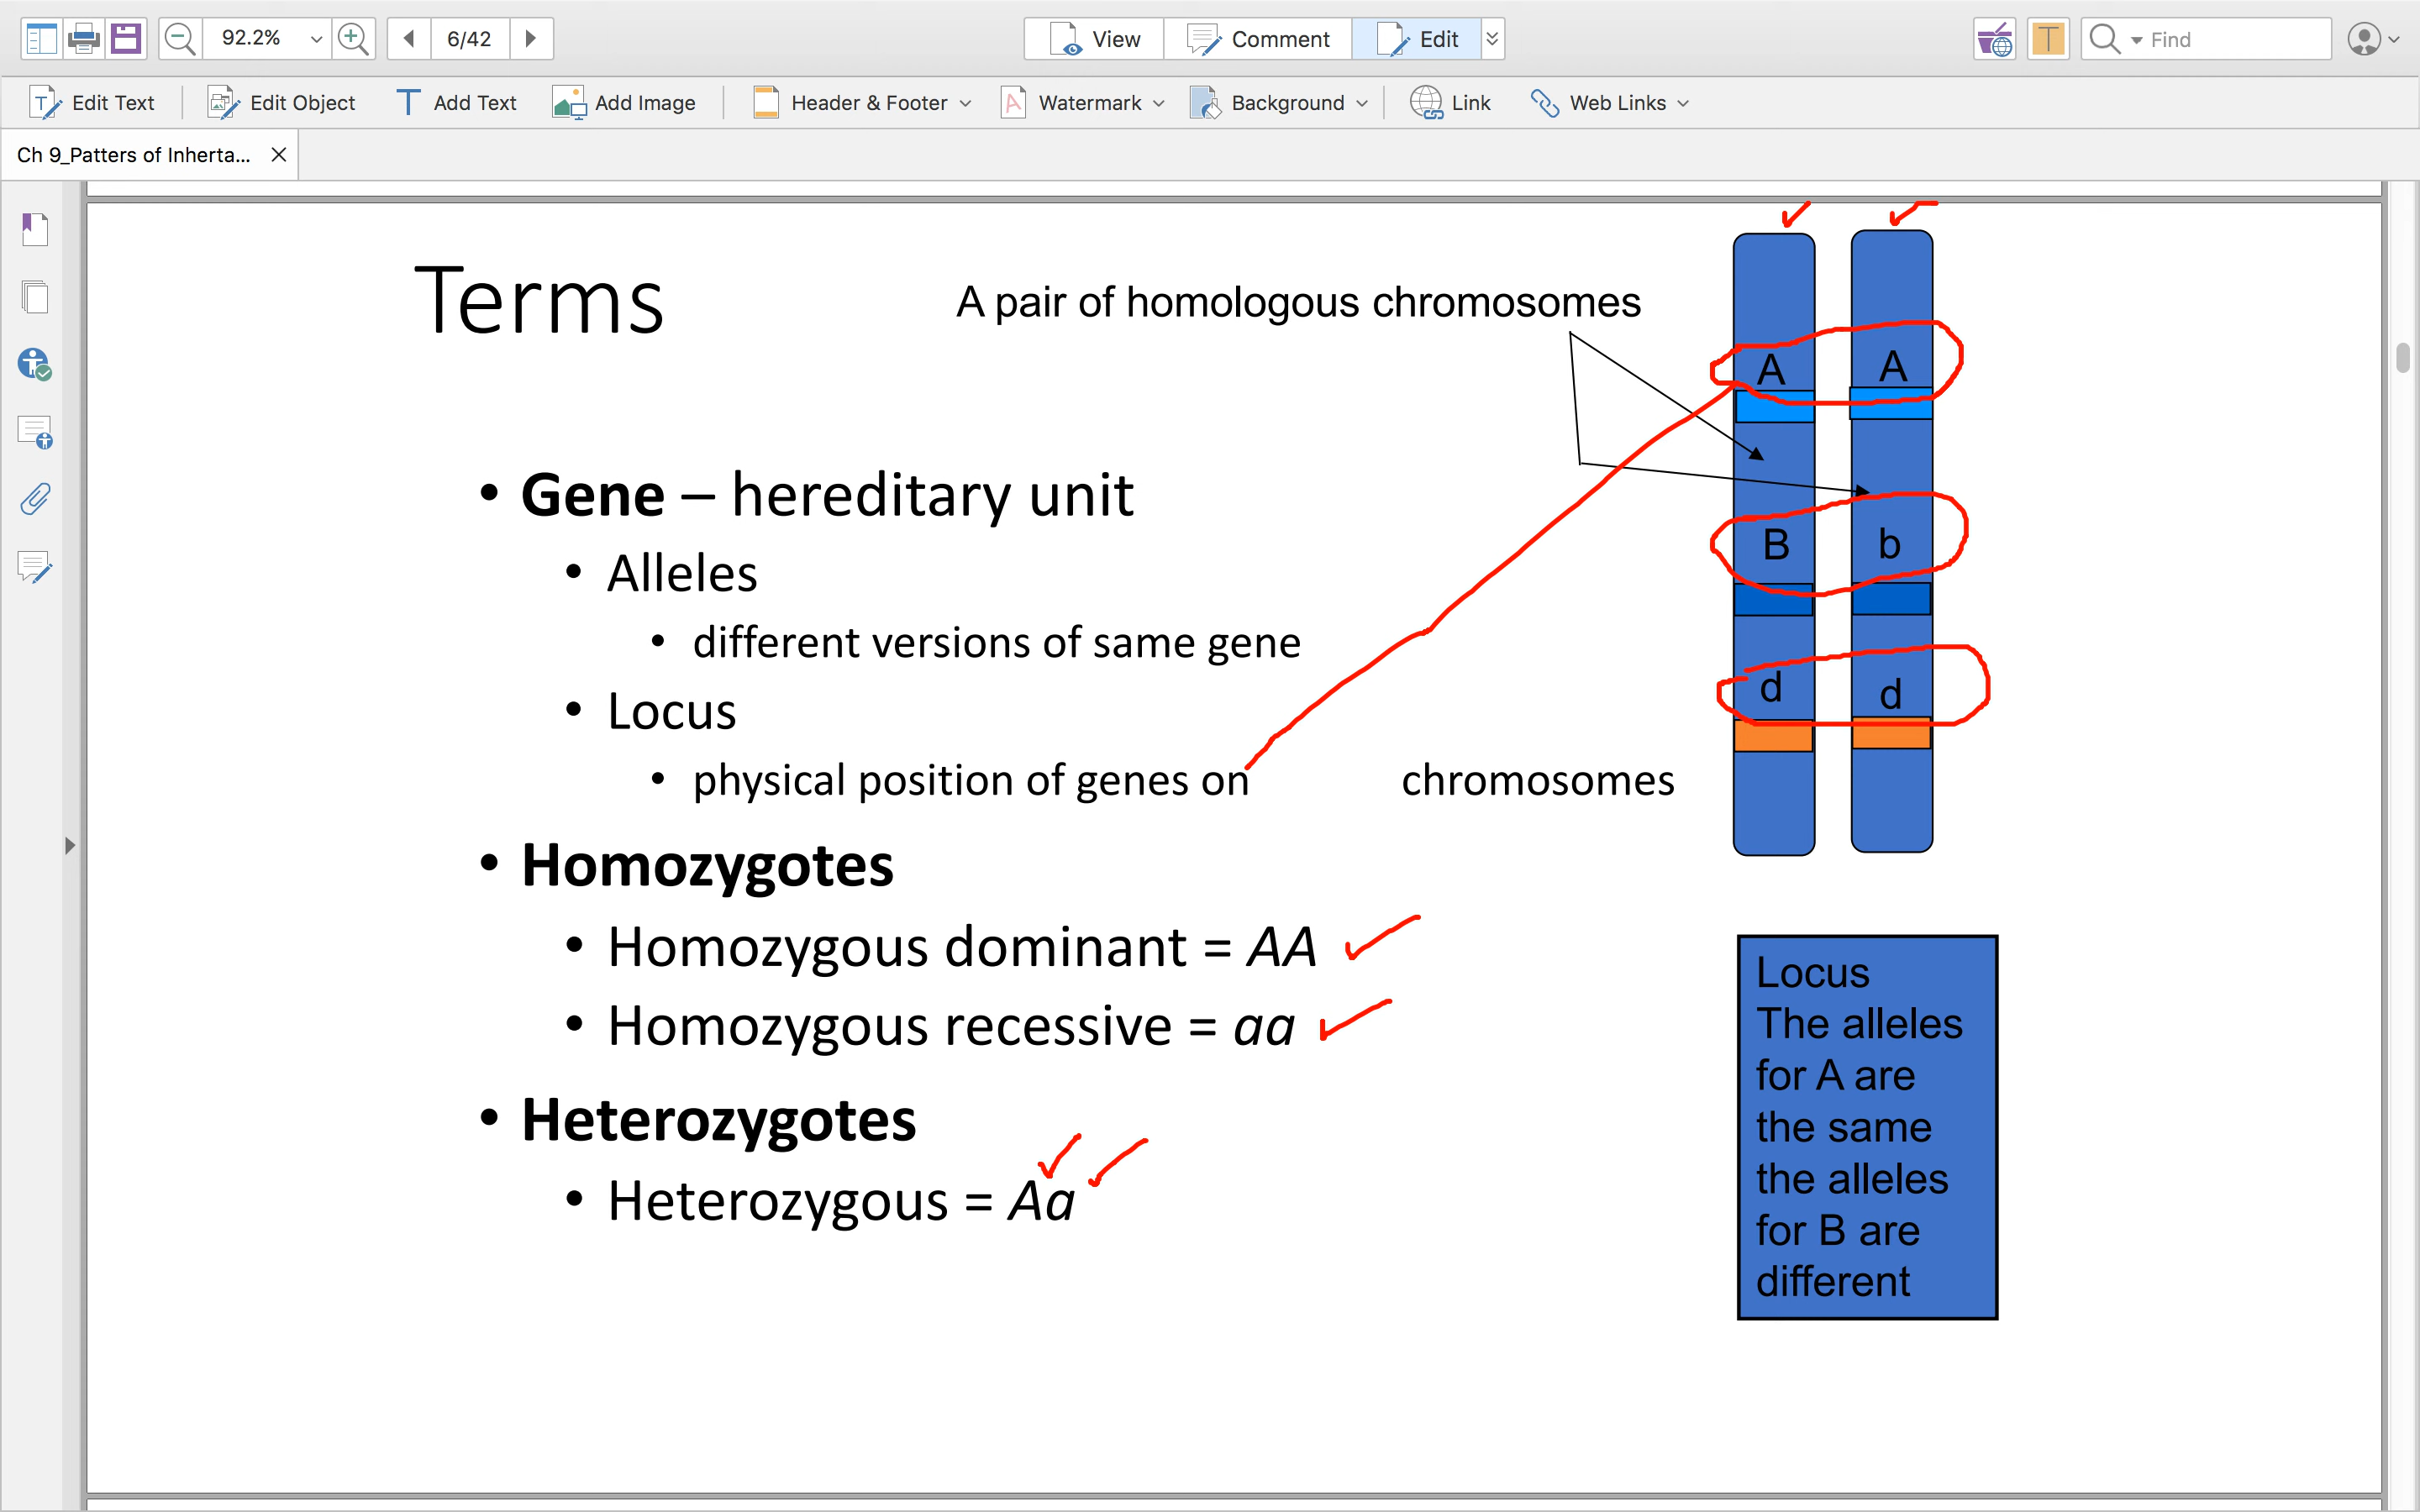 92.2%
6/42
View
Comment
Edit
Find
Edit Text
Edit Object
Add Text
Add Image
Header & Footer
Watermark
Background
Link
Web Links
Ch 9_Patters of Inherta...
Terms
A pair of homologous chromosomes
• Gene – hereditary unit
• Alleles
• different versions of same gene
• Locus
• physical position of genes on chromosomes
• Homozygotes
• Homozygous dominant = AA
• Homozygous recessive = aa
• Heterozygotes
• Heterozygous = Aa
A A
B b
d d
Locus
The alleles
for A are
the same
the alleles
for B are
different